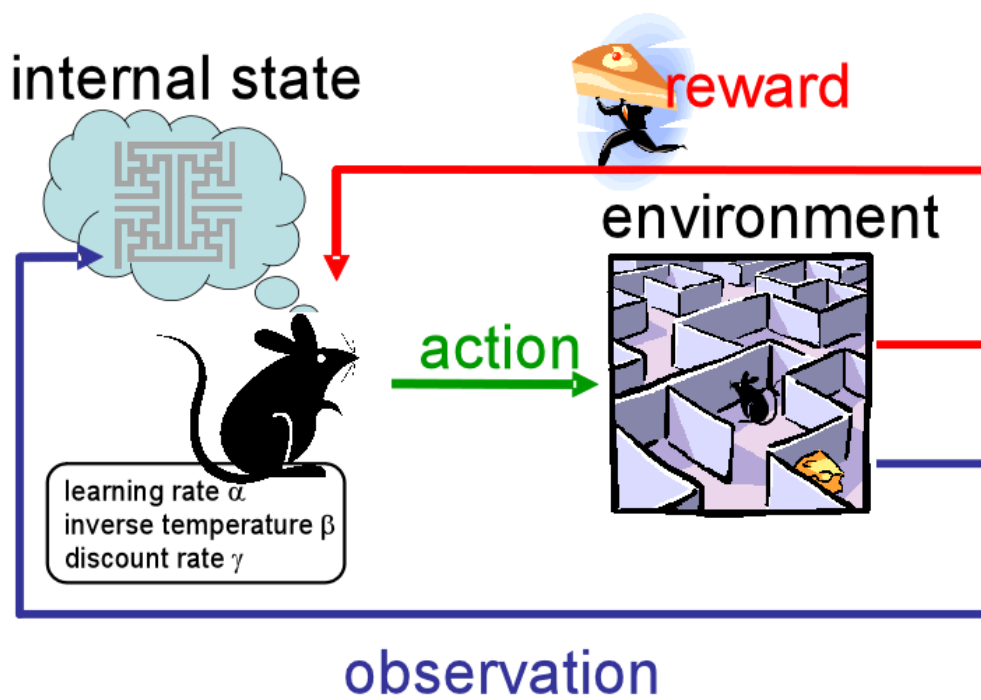 internal state
reward
environment
action
learning rate α
inverse temperature β
discount rate γ
observation